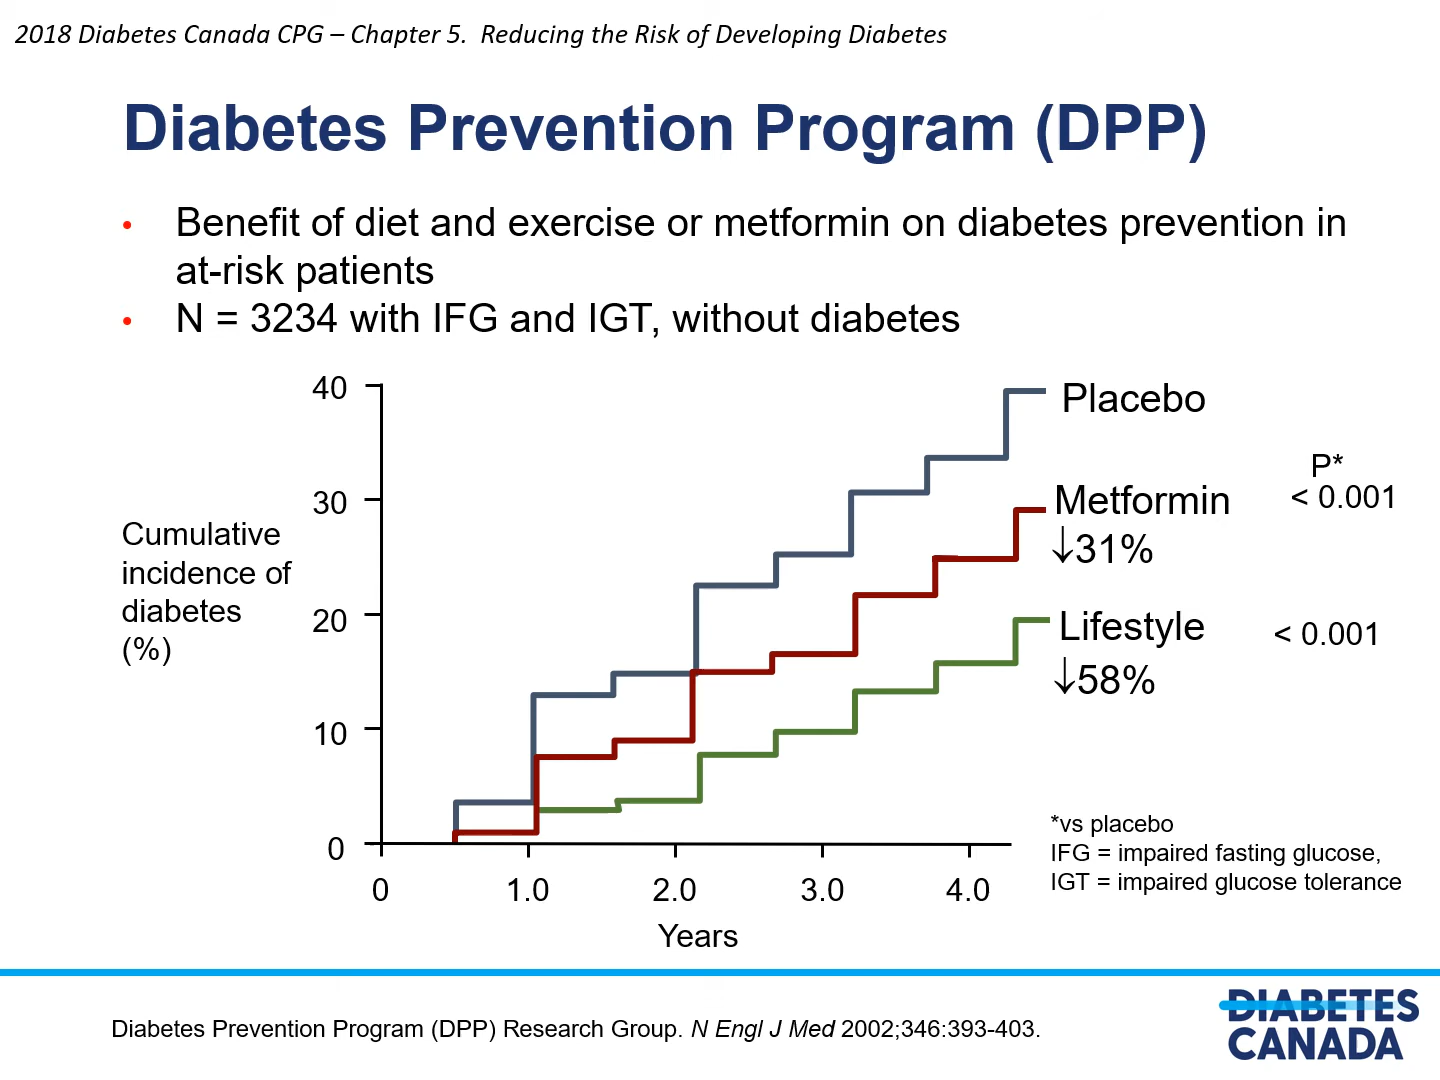 2018 Diabetes Canada CPG – Chapter 5.  Reducing the Risk of Developing Diabetes
Diabetes Prevention Program (DPP)
• Benefit of diet and exercise or metformin on diabetes prevention in
at-risk patients
• N = 3234 with IFG and IGT, without diabetes
Cumulative
incidence of
diabetes
(%)
40
30
20
10
0
0 1.0 2.0 3.0 4.0
Years
Placebo
P*
Metformin < 0.001
↓31%
Lifestyle < 0.001
↓58%
*vs placebo
IFG = impaired fasting glucose,
IGT = impaired glucose tolerance
Diabetes Prevention Program (DPP) Research Group. N Engl J Med 2002;346:393-403.
DIABETES
CANADA